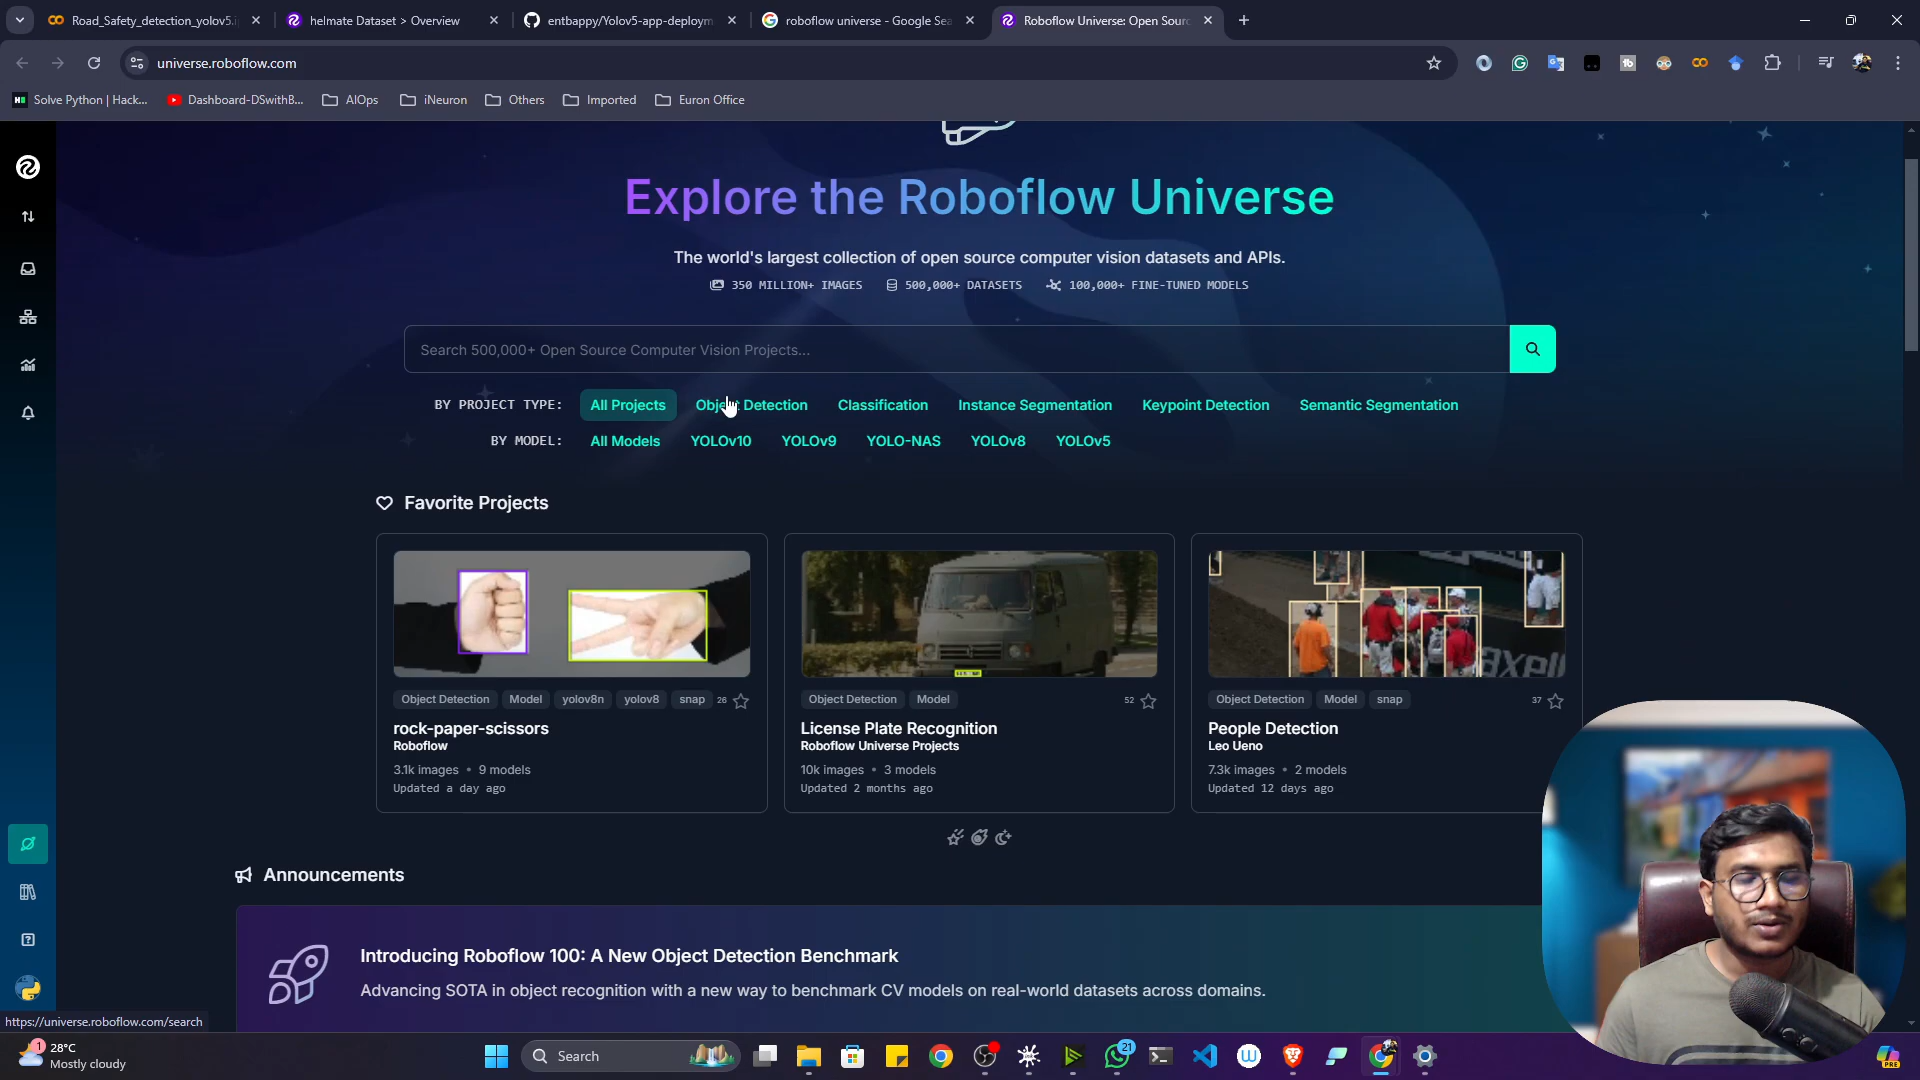 Road_Safety_detection_yolov5.i
helmate Dataset > Overview
entbappy/Yolov5-app-deploym
roboflow universe - Google Sea
Roboflow Universe: Open Sourc
universe.roboflow.com
Solve Python | Hack...
Dashboard-DSwithB...
AIOps
iNeuron
Others
Imported
Euron Office
Explore the Roboflow Universe
The world's largest collection of open source computer vision datasets and APIs.
350 MILLION+ IMAGES 500,000+ DATASETS 100,000+ FINE-TUNED MODELS
Search 500,000+ Open Source Computer Vision Projects...
BY PROJECT TYPE: All Projects Object Detection Classification Instance Segmentation Keypoint Detection Semantic Segmentation
BY MODEL: All Models YOLOv10 YOLOv9 YOLO-NAS YOLOv8 YOLOv5
Favorite Projects
Object Detection Model yolov8n yolov8 snap 26
rock-paper-scissors
Roboflow
3.1k images • 9 models
Updated a day ago
Object Detection Model 52
License Plate Recognition
Roboflow Universe Projects
10k images • 3 models
Updated 2 months ago
axel
Object Detection Model snap 37
People Detection
Leo Ueno
7.3k images • 2 models
Updated 12 days ago
Announcements
Introducing Roboflow 100: A New Object Detection Benchmark
Advancing SOTA in object recognition with a new way to benchmark CV models on real-world datasets across domains.
https://universe.roboflow.com/search
1
28°C
Mostly cloudy
Search
21
PRE